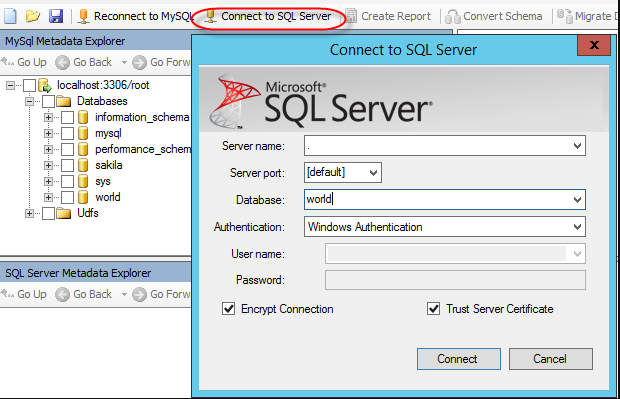 Reconnect to MySQL Connect to SQL Server Create Report Convert Schema Migrate D
MySql Metadata Explorer
Go Up Go Back Go Forw
localhost:3306/root
Databases
information_schema
mysql
performance_schem
sakila
sys
world
Udfs
SQL Server Metadata Explorer
Go Up Go Back Go Forw
Connect to SQL Server
x
Microsoft®
SQL Server®
Server name: .
Server port: [default]
Database: world
Authentication: Windows Authentication
User name:
Password:
Encrypt Connection Trust Server Certificate
Connect Cancel